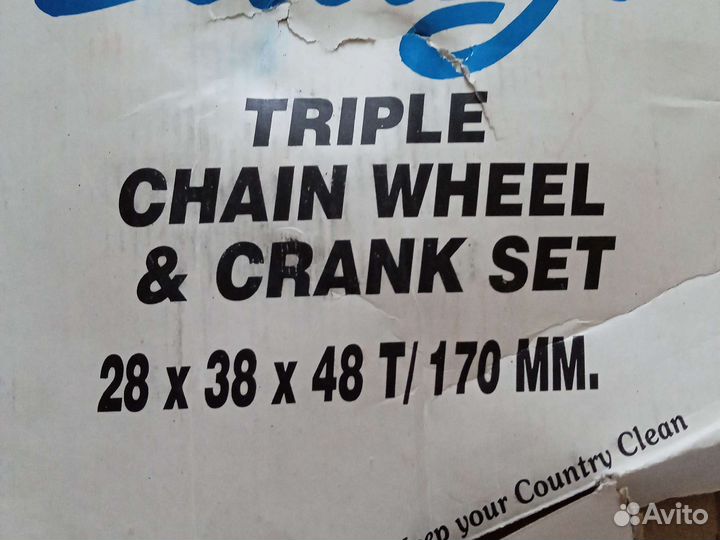 TRIPLE
CHAIN WHEEL
& CRANK SET
28 x 38 x 48 T/ 170 MM.
your Country Clean
Avito